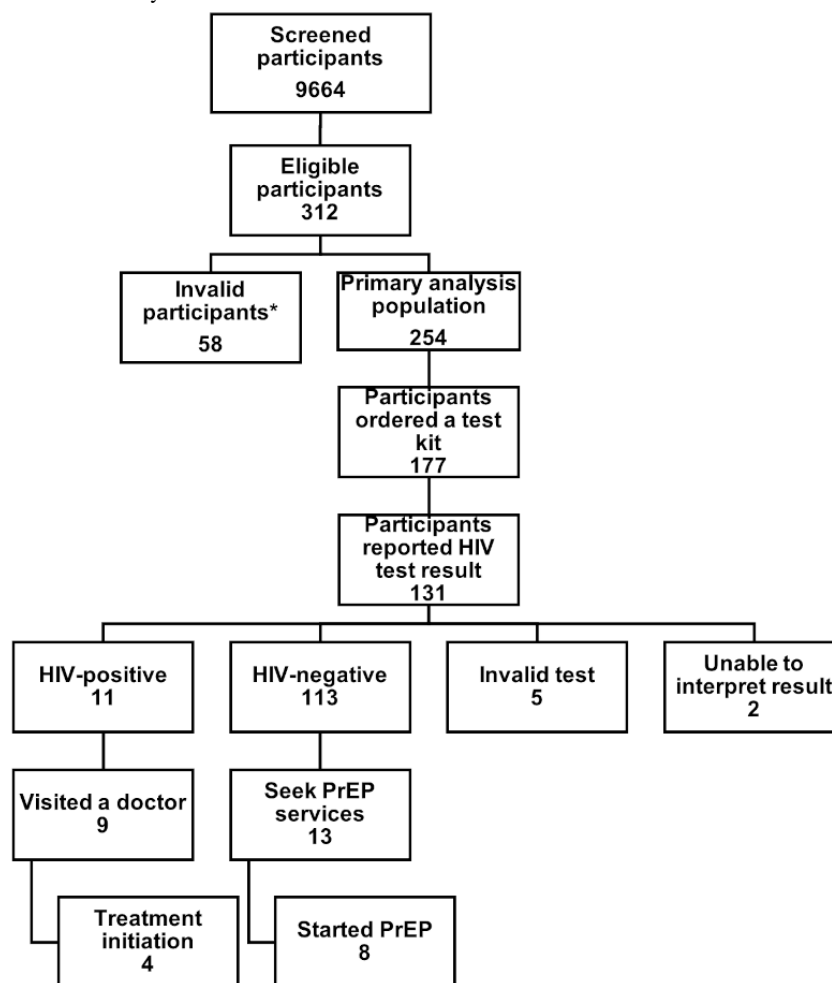 Screened
participants
9664
Eligible
participants
312
Invalid
participants*
58
Primary analysis
population
254
Participants
ordered a test
kit
177
Participants
reported HIV
test result
131
HIV-positive
11
HIV-negative
113
Invalid test
5
Unable to
interpret result
2
Visited a doctor
9
Seek PrEP
services
13
Treatment
initiation
4
Started PrEP
8